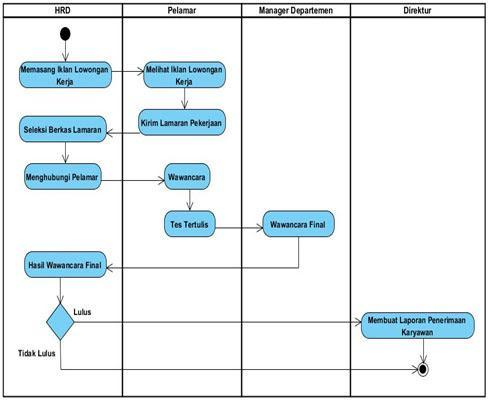 HRD
Pelamar
Manager Departemen
Direktur
Memasang Iklan Lowongan
Kerja
Melihat Iklan Lowongan
Kerja
Kirim Lamaran Pekerjaan
Seleksi Berkas Lamaran
Menghubungi Pelamar
Wawancara
Tes Tertulis
Wawancara Final
Hasil Wawancara Final
Lulus
Membuat Laporan Penerimaan
Karyawan
Tidak Lulus